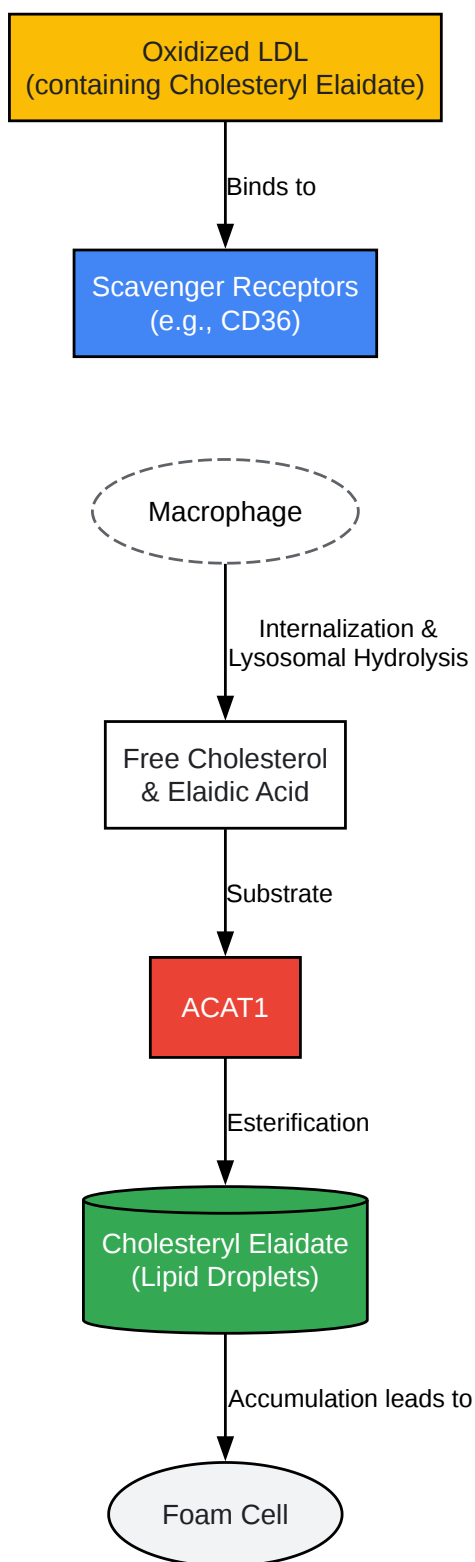 Oxidized LDL
(containing Cholesteryl Elaidate)
Binds to
Scavenger Receptors
(e.g., CD36)
Macrophage
Internalization &
Lysosomal Hydrolysis
Free Cholesterol
& Elaidic Acid
Substrate
ACAT1
Esterification
Cholesteryl Elaidate
(Lipid Droplets)
Accumulation leads to
Foam Cell